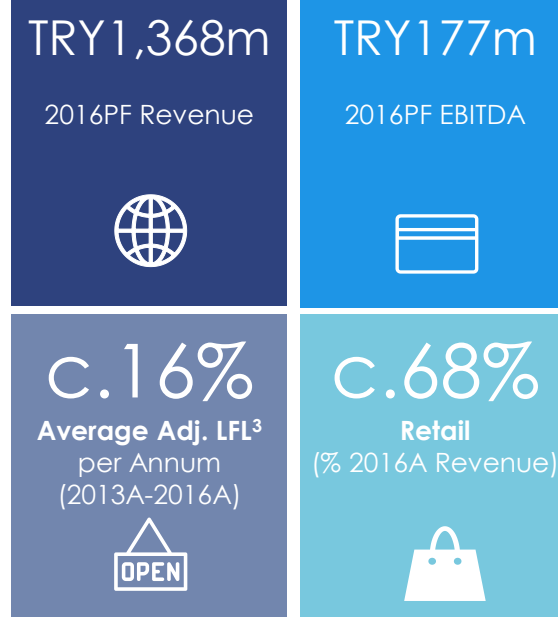 TRY1,368m
2016PF Revenue
TRY177m
2016PF EBITDA
c.16%
Average Adj. LFL³
per Annum
(2013A-2016A)
OPEN
c.68%
Retail
(% 2016A Revenue)